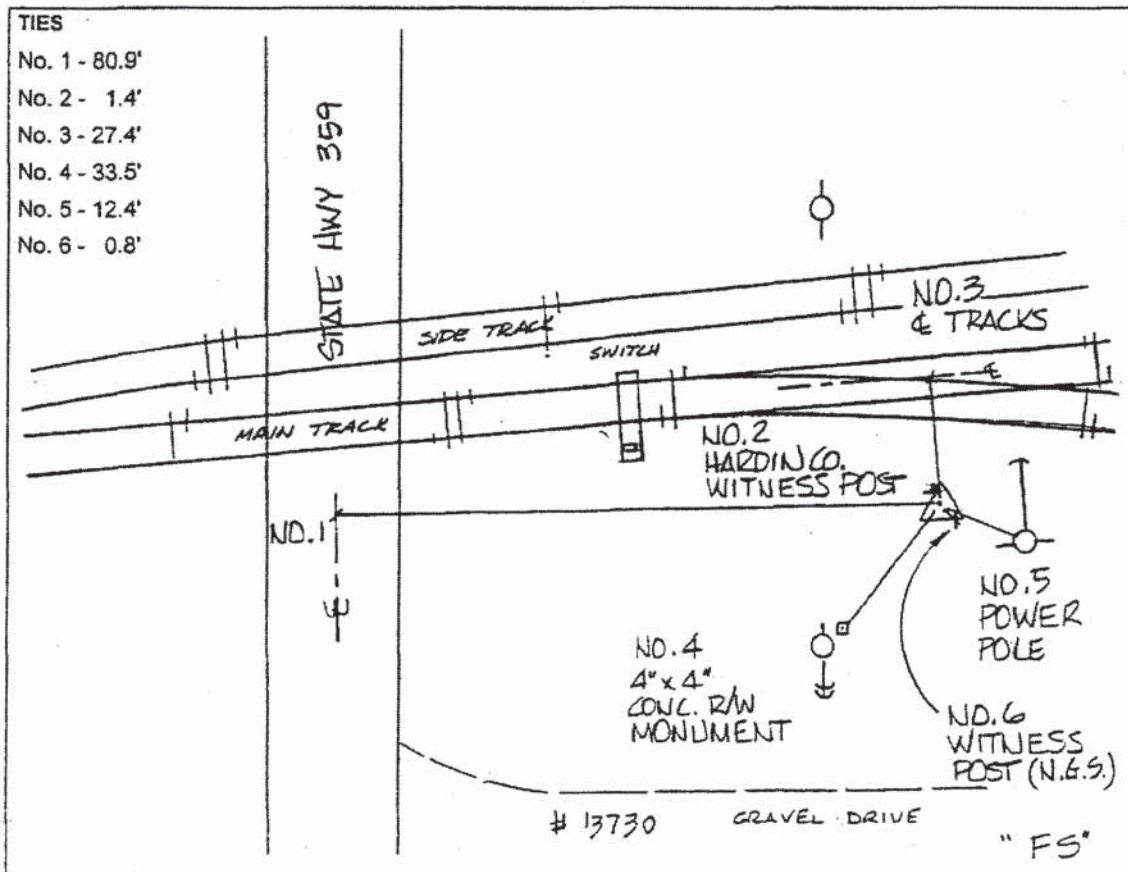 TIES
No. 1 - 80.9'
No. 2 - 1.4'
No. 3 - 27.4'
No. 4 - 33.5'
No. 5 - 12.4'
No. 6 - 0.8'
STATE HWY 359
SIDE TRACK
SWITCH
MAIN TRACK
NO.3
℄ TRACKS
℄
NO.2
HARDIN CO.
WITNESS POST
NO.1
℄
NO.5
POWER
POLE
NO.4
4" x 4"
CONC. R/W
MONUMENT
NO.6
WITNESS
POST (N.G.S.)
# 13730
GRAVEL DRIVE
"FS"